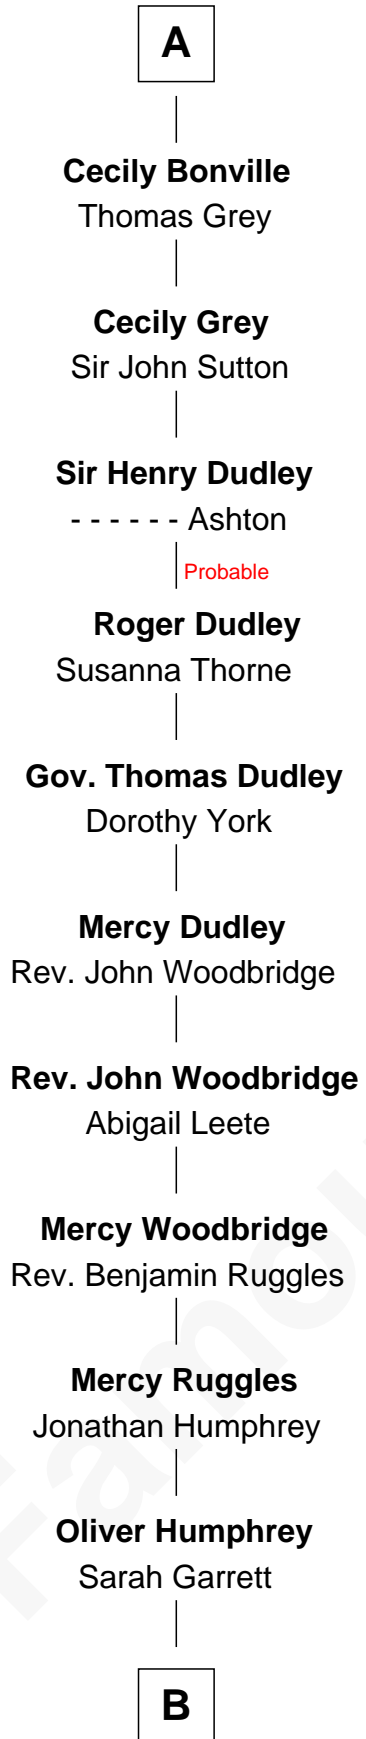 A
Cecily Bonville
Thomas Grey
Cecily Grey
Sir John Sutton
Sir Henry Dudley
- - - - - - Ashton
Probable
Roger Dudley
Susanna Thorne
Gov. Thomas Dudley
Dorothy York
Mercy Dudley
Rev. John Woodbridge
Rev. John Woodbridge
Abigail Leete
Mercy Woodbridge
Rev. Benjamin Ruggles
Mercy Ruggles
Jonathan Humphrey
Oliver Humphrey
Sarah Garrett
B